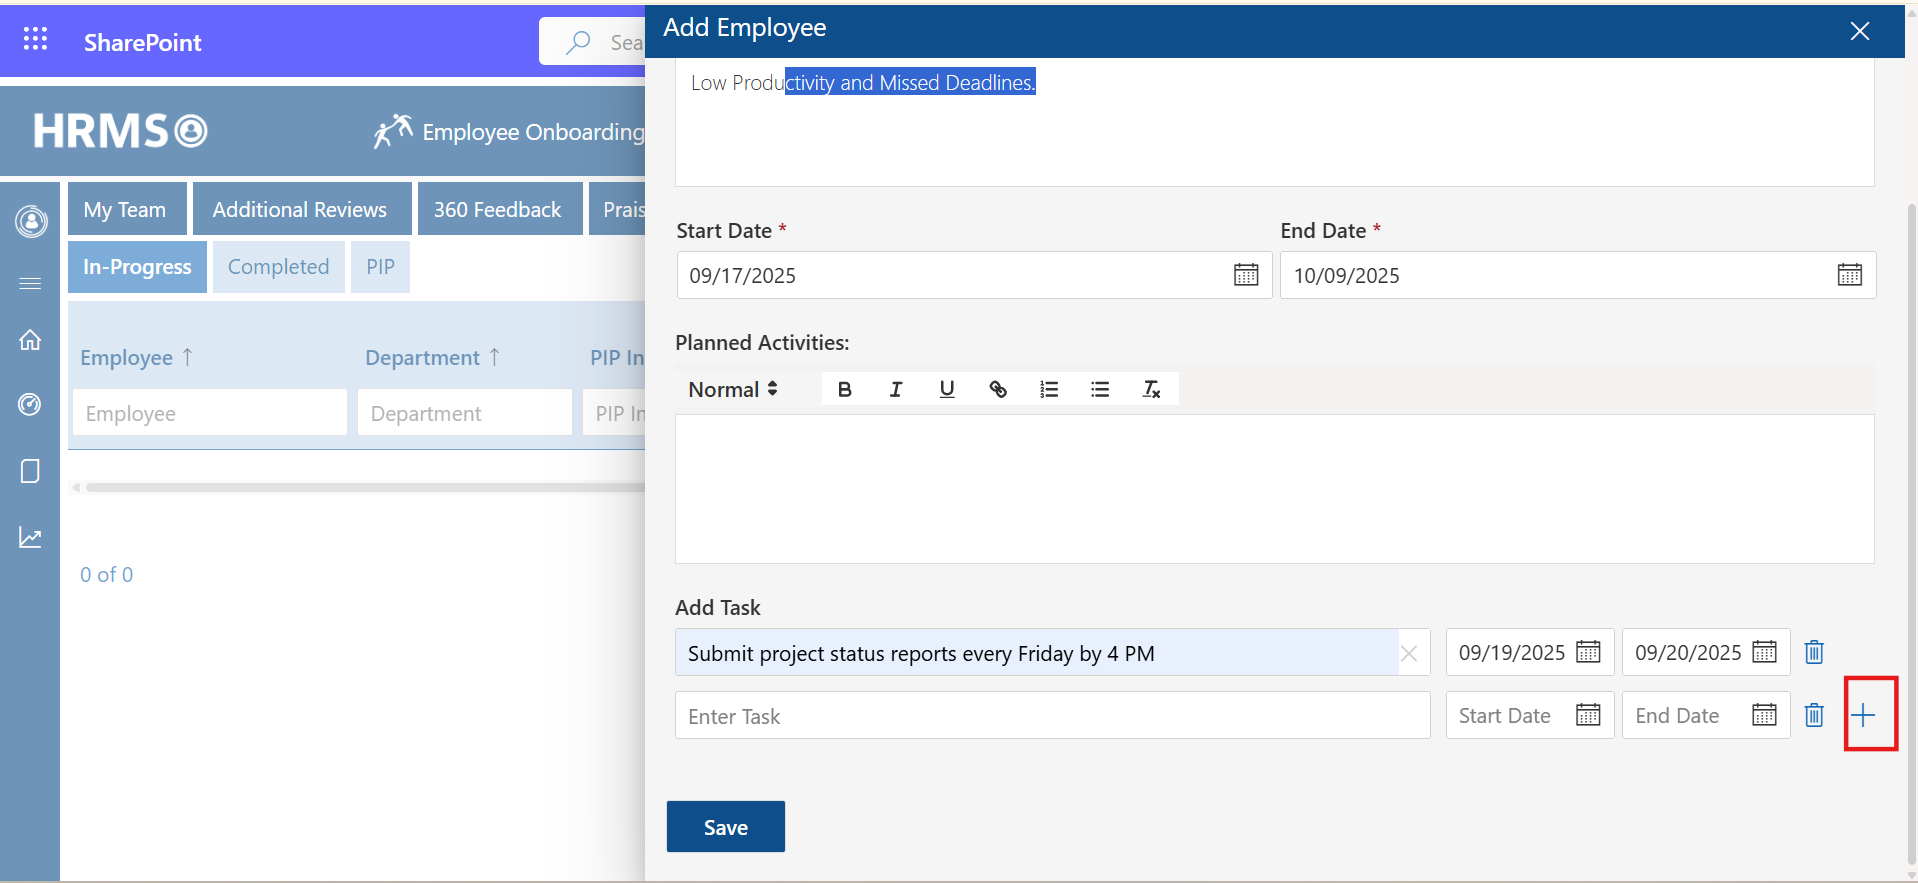 SharePoint
Sea
Add Employee
Low Productivity and Missed Deadlines.
HRMS
Employee Onboarding
My Team
Additional Reviews
360 Feedback
Prais
In-Progress
Completed
PIP
Start Date *
End Date *
09/17/2025
10/09/2025
Employee ↑
Department ↑
PIP In
Employee
Department
PIP In
Planned Activities:
Normal
B I U
0 of 0
Add Task
Submit project status reports every Friday by 4 PM
09/19/2025
09/20/2025
Enter Task
Start Date
End Date
Save